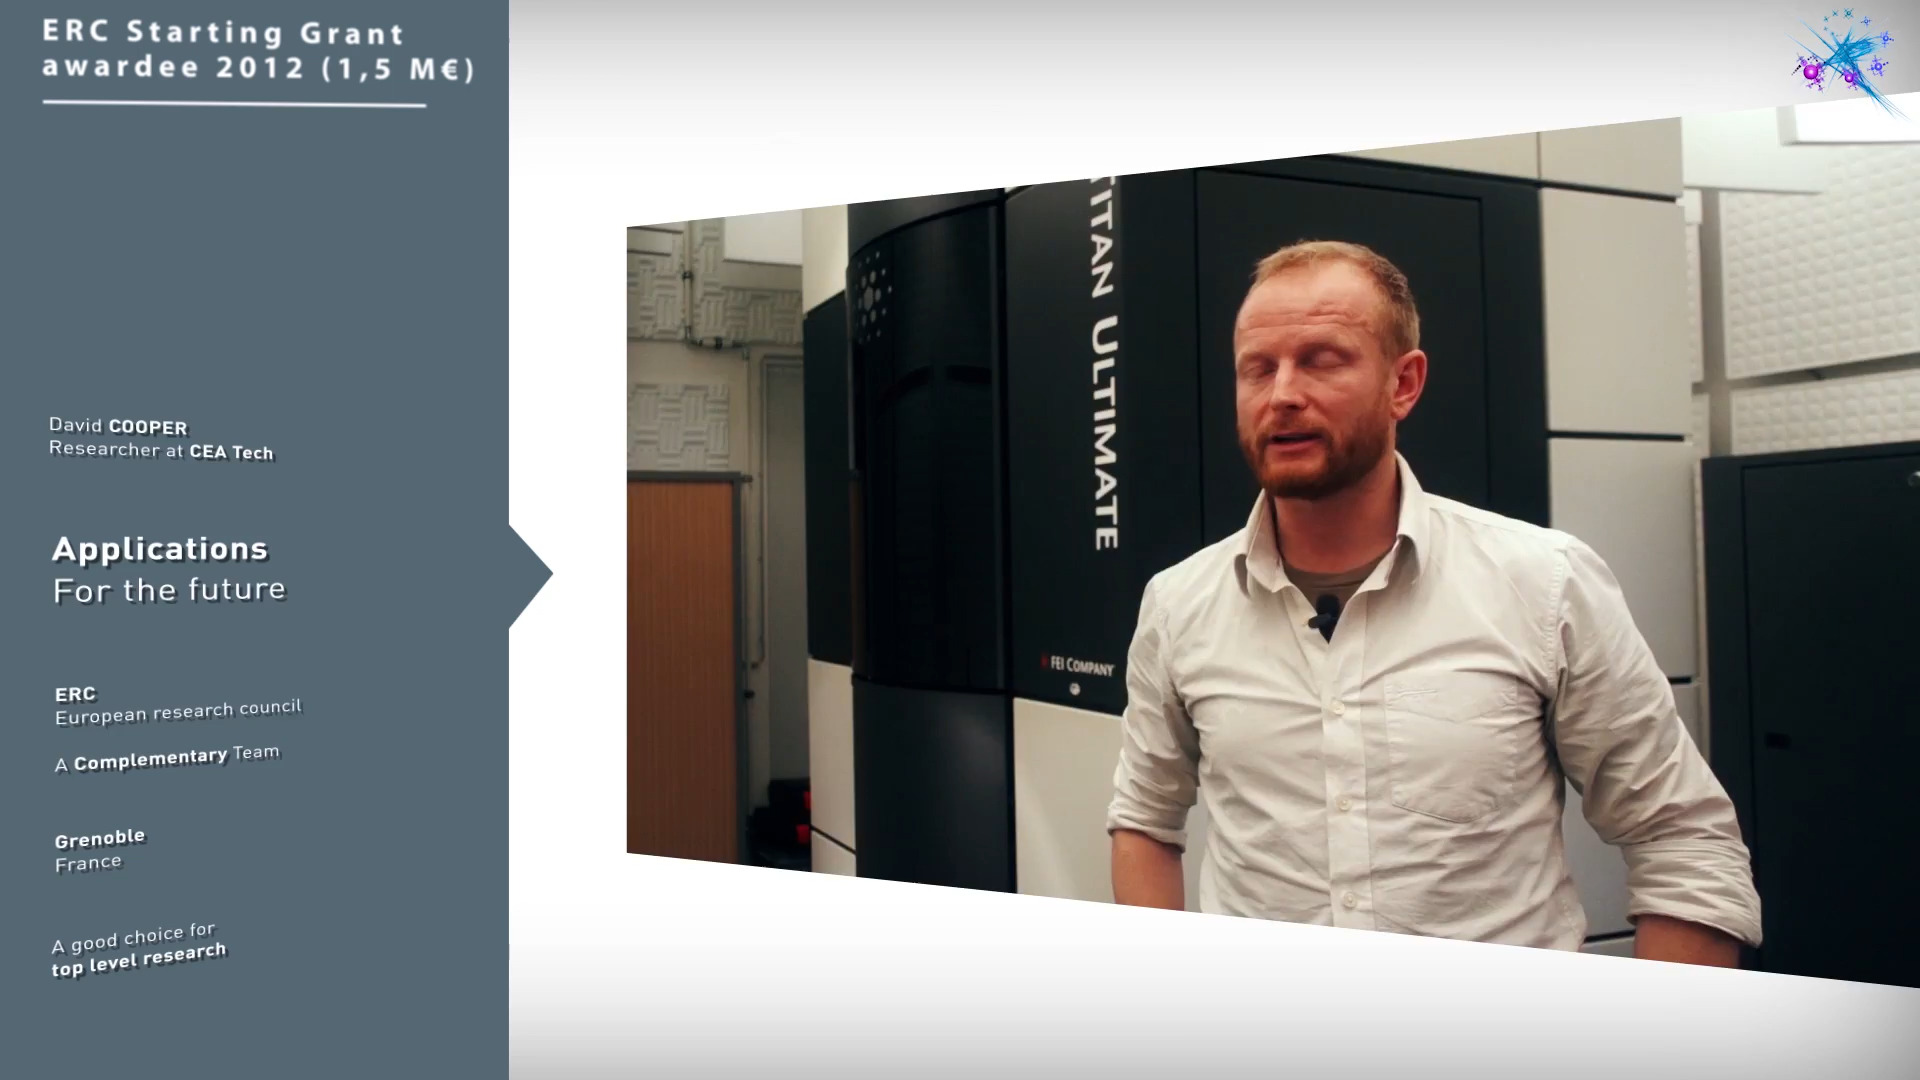 ERC Starting Grant
awardee 2012 (1,5 M€)
David COOPER
Researcher at CEA Tech
Applications
For the future
ERC
European research council
A Complementary Team
Grenoble
France
A good choice for
top level research
TITAN ULTIMATE
FEI COMPANY